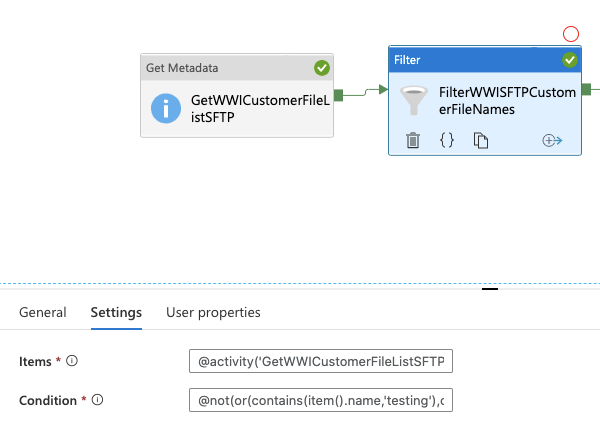 Get Metadata
GetWWICustomerFileL
istSFTP
Filter
FilterWWISFTPCustom
erFileNames
General Settings User properties
Items * @activity('GetWWICustomerFileListSFTP
Condition * @not(or(contains(item().name,'testing'),c